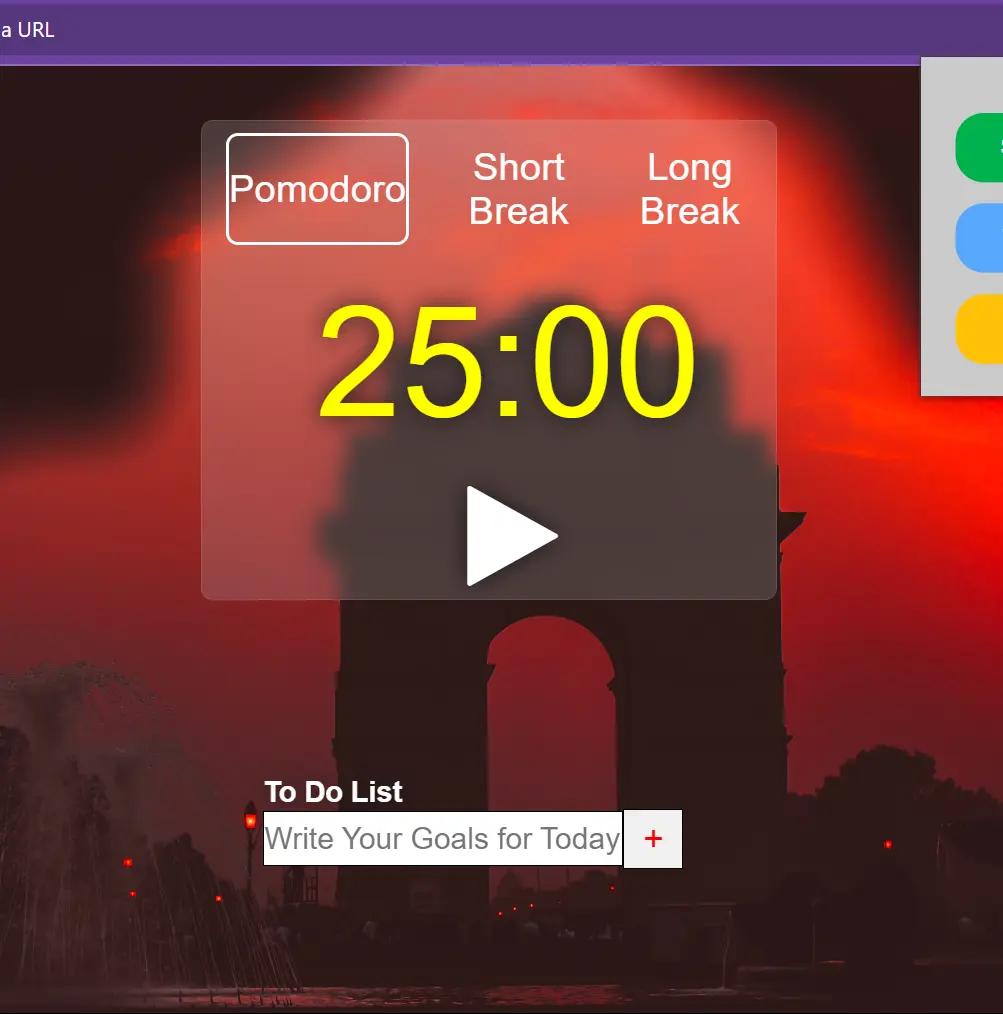 a URL
Pomodoro
Short
Break
Long
Break
25:00
To Do List
Write Your Goals for Today
+